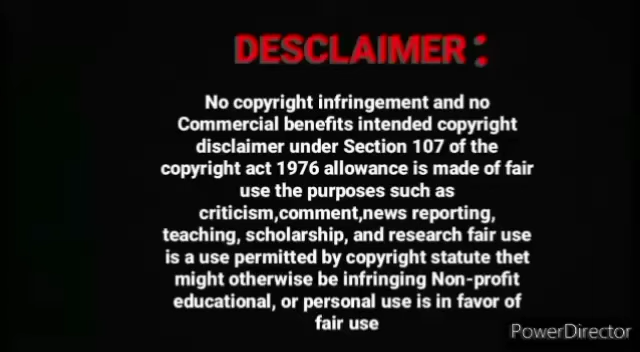 DESCLAIMER:
No copyright infringement and no
Commercial benefits intended copyright
disclaimer under Section 107 of the
copyright act 1976 allowance is made of fair
use the purposes such as
criticism,comment,news reporting,
teaching, scholarship, and research fair use
is a use permitted by copyright statute thet
might otherwise be infringing Non-profit
educational, or personal use is in favor of
fair use
PowerDirector